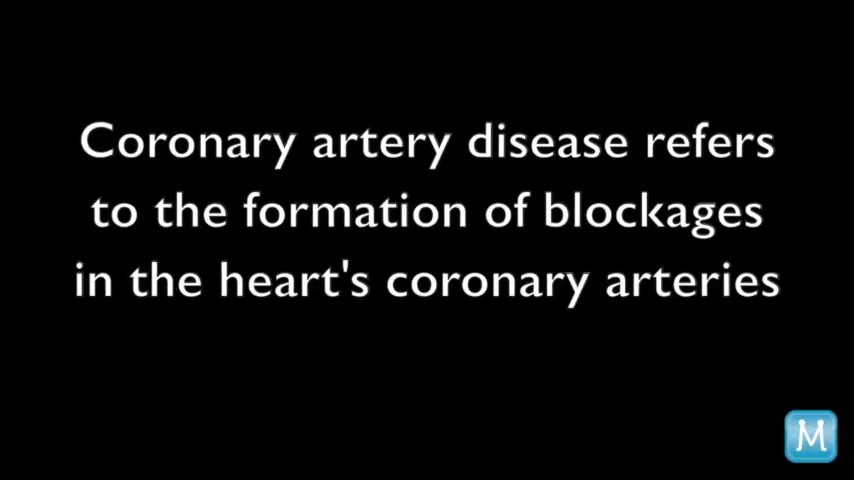 Coronary artery disease refers
to the formation of blockages
in the heart's coronary arteries
M